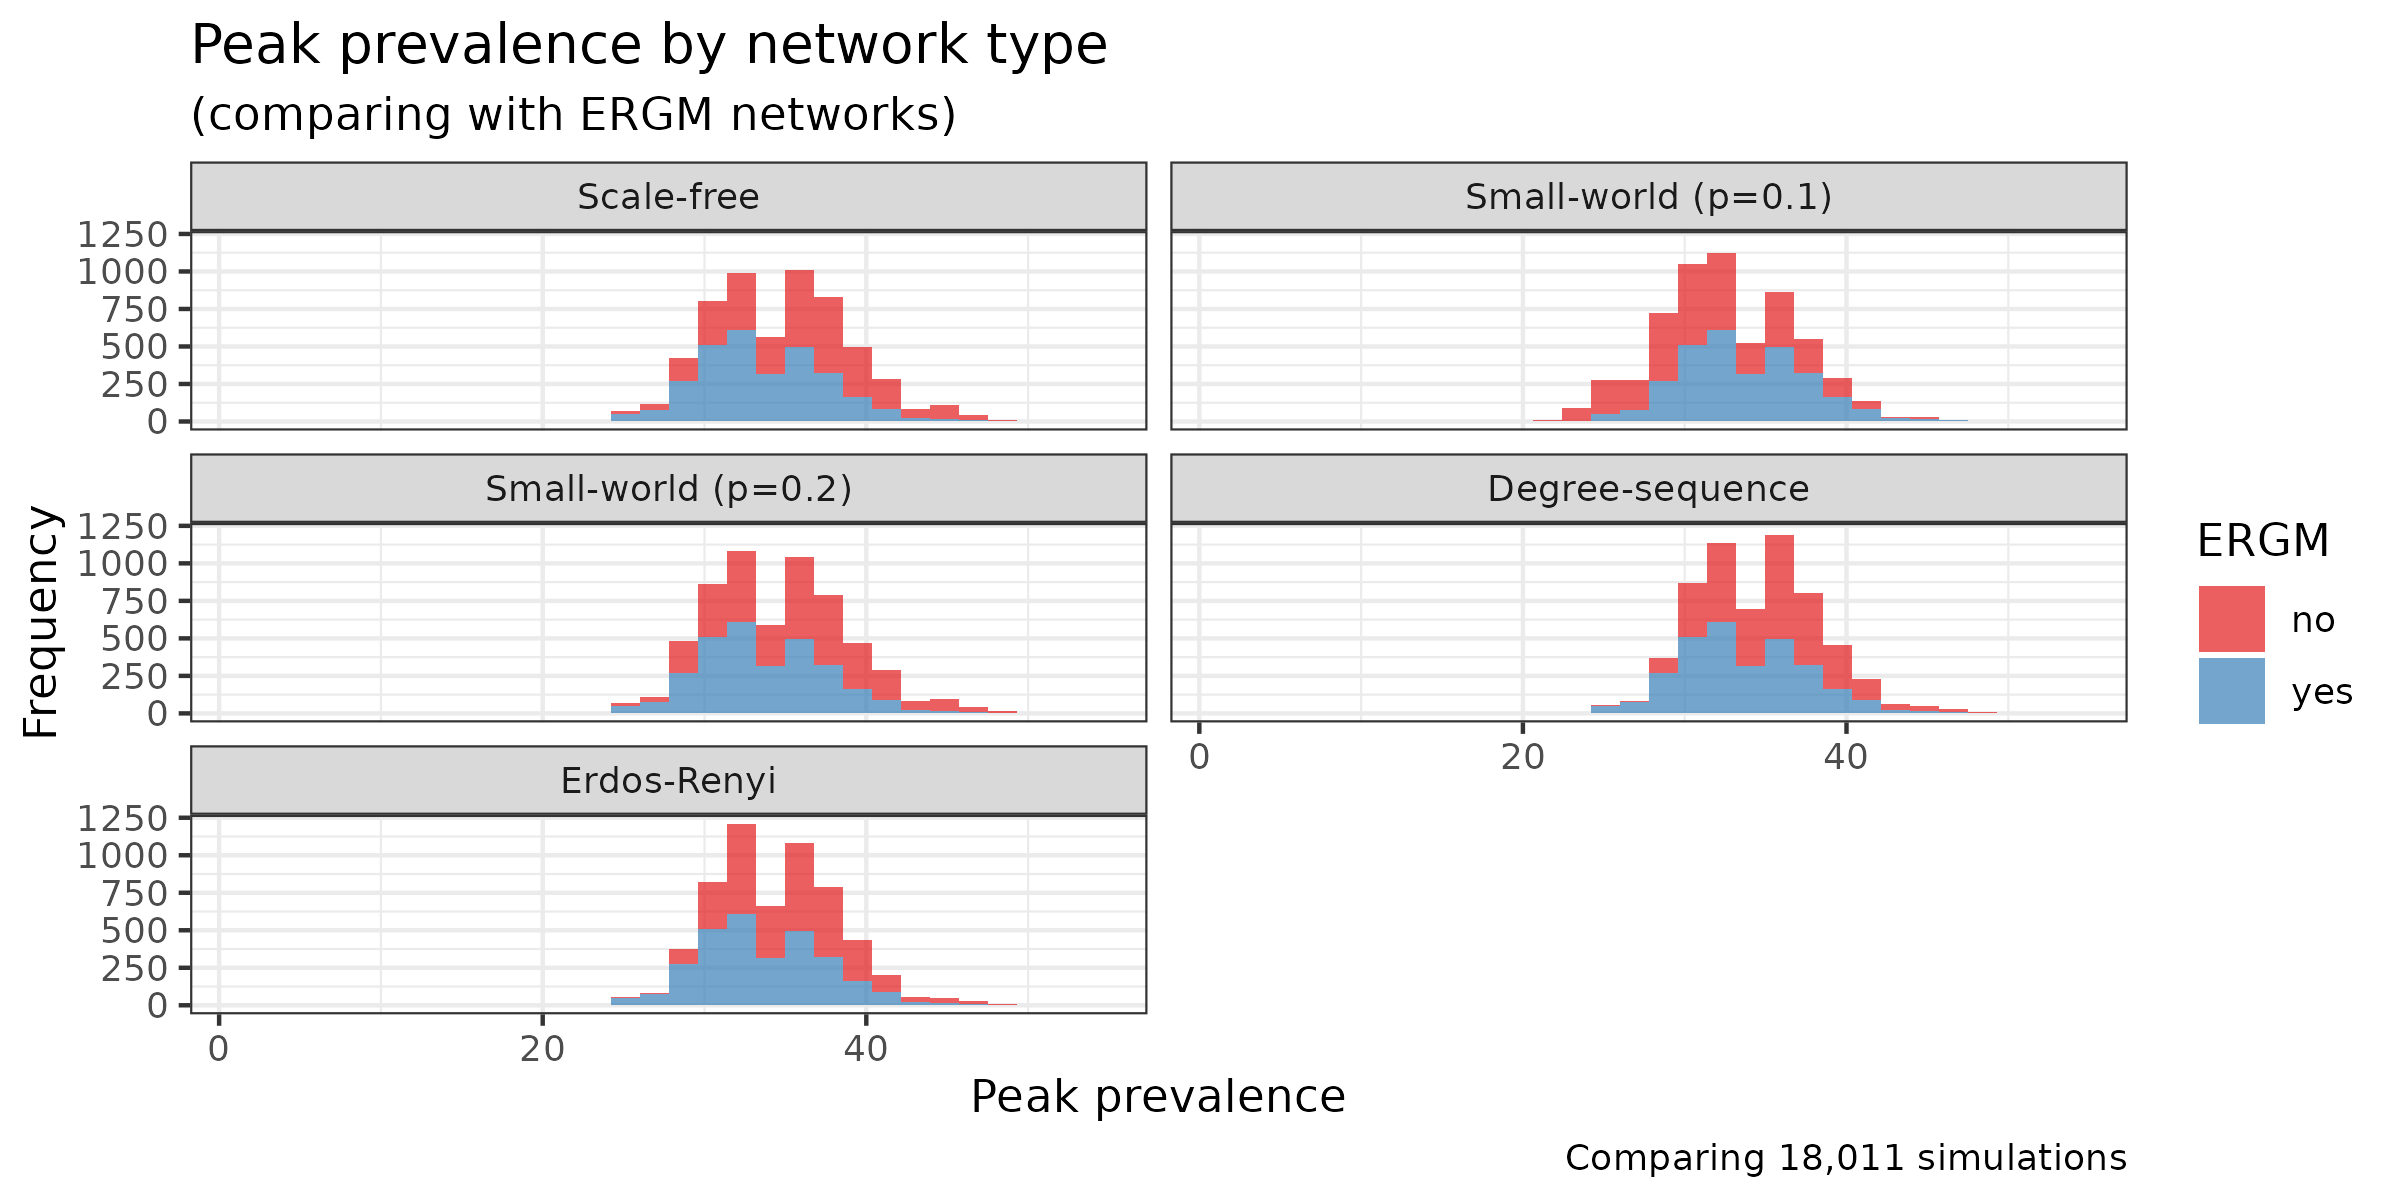 Peak prevalence by network type
(comparing with ERGM networks)
Scale-free
Small-world (p=0.1)
1250
1000
750
500
250
0
Small-world (p=0.2)
Degree-sequence
1250
1000
750
500
250
0
0 20 40
Erdos-Renyi
1250
1000
750
500
250
0
0 20 40
Frequency
Peak prevalence
ERGM
no
yes
Comparing 18,011 simulations